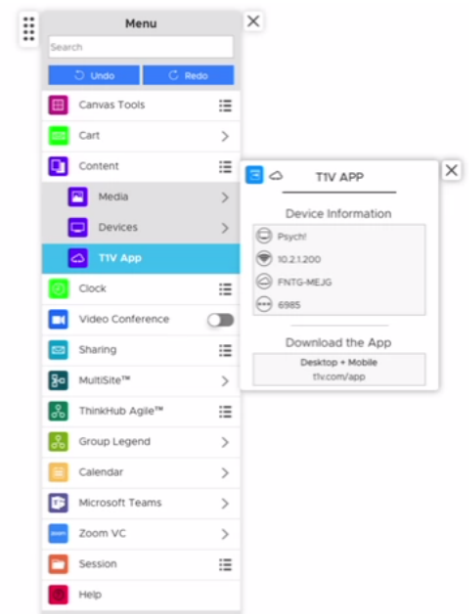 Menu
Search
Undo Redo
Canvas Tools
Cart
Content
Media
Devices
T1V App
Clock
Video Conference
Sharing
MultiSite™
ThinkHub Agile™
Group Legend
Calendar
Microsoft Teams
zoom Zoom VC
Session
Help
T1V APP
Device Information
Psych!
10.2.1.200
FNTG-MEJG
6985
Download the App
Desktop + Mobile
t1v.com/app